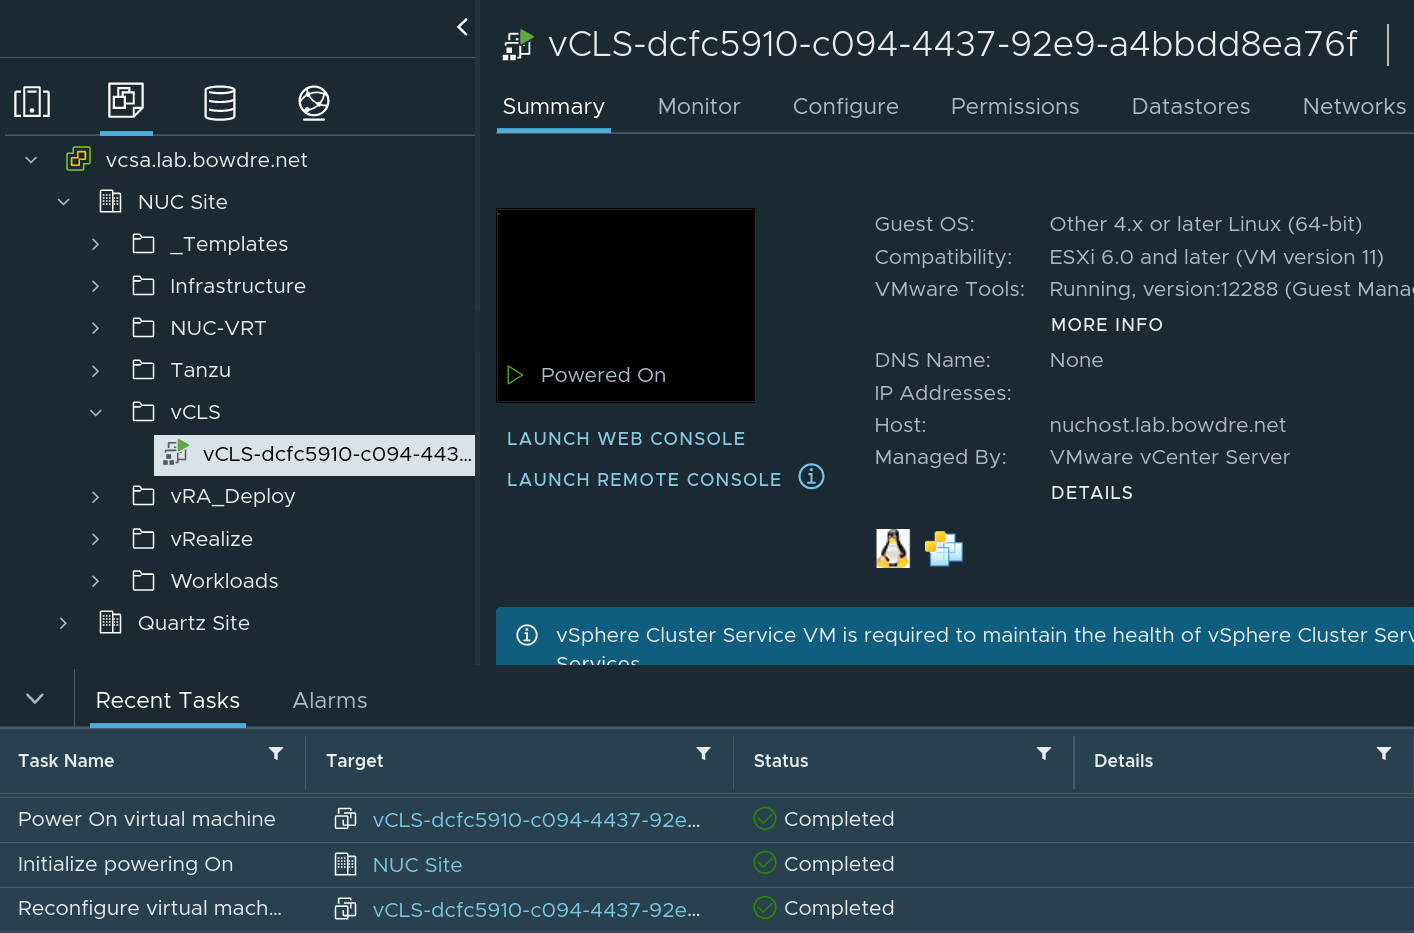 vCLS-dcfc5910-c094-4437-92e9-a4bbdd8ea76f
Summary Monitor Configure Permissions Datastores Networks
vcsa.lab.bowdre.net
NUC Site
_Templates
Infrastructure
NUC-VRT
Tanzu
vCLS
vCLS-dcfc5910-c094-443...
vRA_Deploy
vRealize
Workloads
Quartz Site
Powered On
LAUNCH WEB CONSOLE
LAUNCH REMOTE CONSOLE
Guest OS: Other 4.x or later Linux (64-bit)
Compatibility: ESXi 6.0 and later (VM version 11)
VMware Tools: Running, version:12288 (Guest Mana
MORE INFO
DNS Name: None
IP Addresses:
Host: nuchost.lab.bowdre.net
Managed By: VMware vCenter Server
DETAILS
vSphere Cluster Service VM is required to maintain the health of vSphere Cluster Serv
Services
Recent Tasks Alarms
Task Name Target Status Details
Power On virtual machine vCLS-dcfc5910-c094-4437-92e... Completed
Initialize powering On NUC Site Completed
Reconfigure virtual mach... vCLS-dcfc5910-c094-4437-92e... Completed